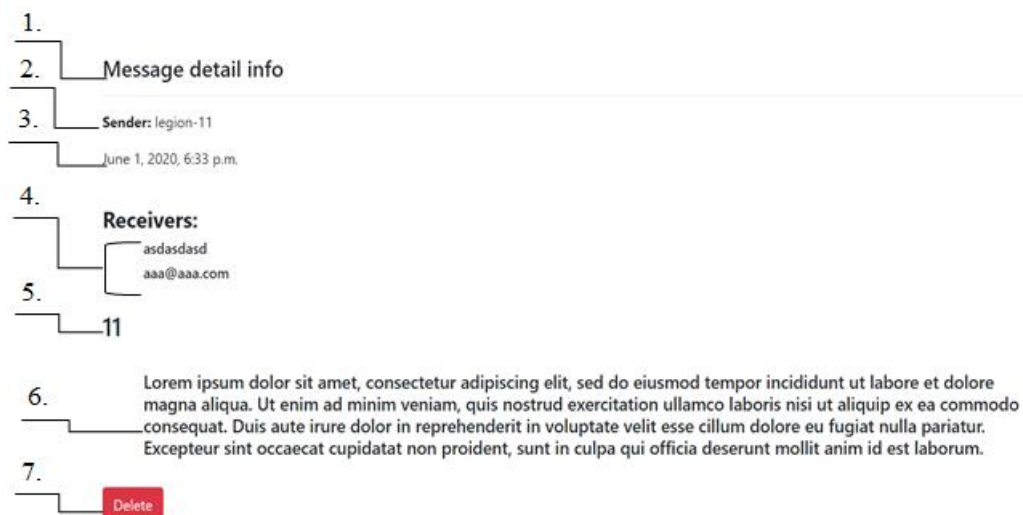 1.
2. Message detail info
3. Sender: legion-11
June 1, 2020, 6:33 p.m.
4.
Receivers:
asdasdasd
aaa@aaa.com
5.
11
6. Lorem ipsum dolor sit amet, consectetur adipiscing elit, sed do eiusmod tempor incididunt ut labore et dolore
magna aliqua. Ut enim ad minim veniam, quis nostrud exercitation ullamco laboris nisi ut aliquip ex ea commodo
consequat. Duis aute irure dolor in reprehenderit in voluptate velit esse cillum dolore eu fugiat nulla pariatur.
Excepteur sint occaecat cupidatat non proident, sunt in culpa qui officia deserunt mollit anim id est laborum.
7.
Delete